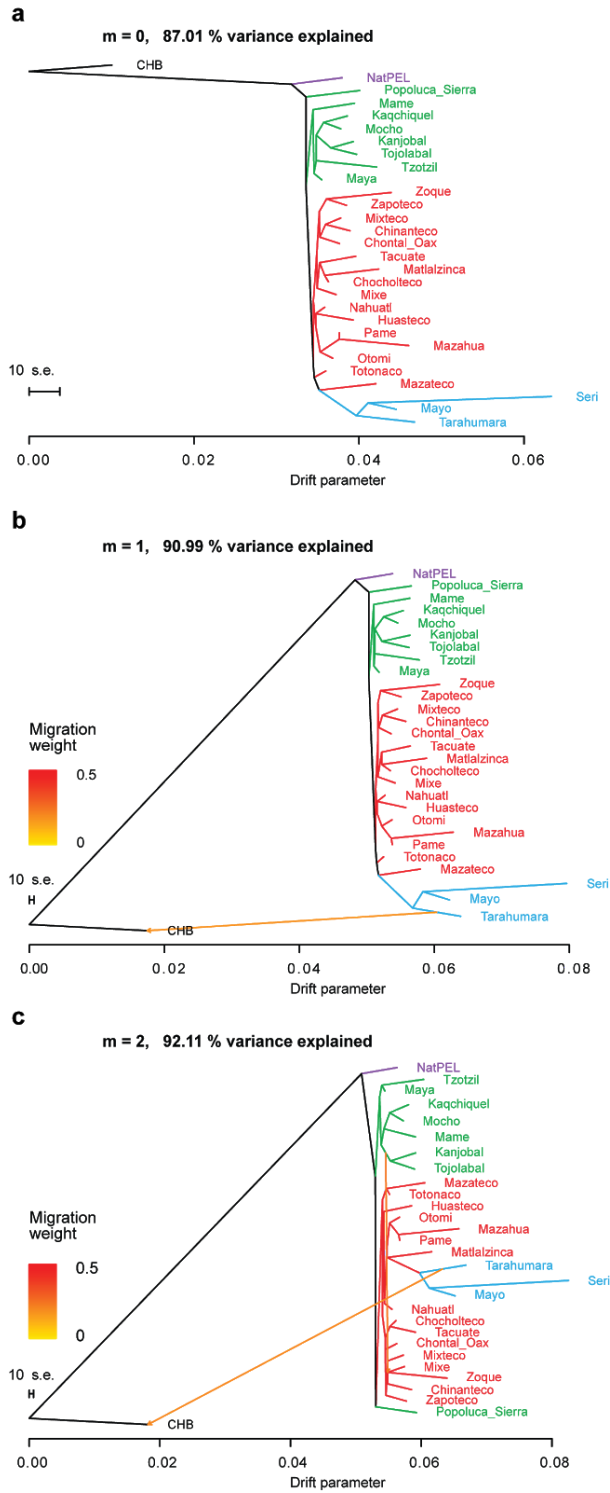 a
m = 0, 87.01 % variance explained
CHB
NatPEL
Popoluca_Sierra
Mame
Kaqchiquel
Mocho
Kanjobal
Tojolabal
Tzotzil
Maya
Zoque
Zapoteco
Mixteco
Chinanteco
Chontal_Oax
Tacuate
Matlalzinca
Chocholteco
Mixe
Nahuatl
Huasteco
Pame
Mazahua
Otomi
Totonaco
Mazateco
Seri
Mayo
Tarahumara
10 s.e.
0.00 0.02 0.04 0.06
Drift parameter
b
m = 1, 90.99 % variance explained
NatPEL
Popoluca_Sierra
Mame
Kaqchiquel
Mocho
Kanjobal
Tojolabal
Tzotzil
Maya
Zoque
Zapoteco
Mixteco
Chinanteco
Chontal_Oax
Tacuate
Matlalzinca
Chocholteco
Mixe
Nahuatl
Huasteco
Otomi
Mazahua
Pame
Totonaco
Mazateco
Seri
Mayo
Tarahumara
CHB
Migration
weight
0.5
0
10 s.e.
0.00 0.02 0.04 0.06 0.08
Drift parameter
c
m = 2, 92.11 % variance explained
NatPEL
Tzotzil
Maya
Kaqchiquel
Mocho
Mame
Kanjobal
Tojolabal
Mazateco
Totonaco
Huasteco
Otomi
Mazahua
Pame
Matlalzinca
Tarahumara
Seri
Mayo
Nahuatl
Chocholteco
Tacuate
Chontal_Oax
Mixteco
Mixe
Zoque
Chinanteco
Zapoteco
Popoluca_Sierra
CHB
Migration
weight
0.5
0
10 s.e.
0.00 0.02 0.04 0.06 0.08
Drift parameter